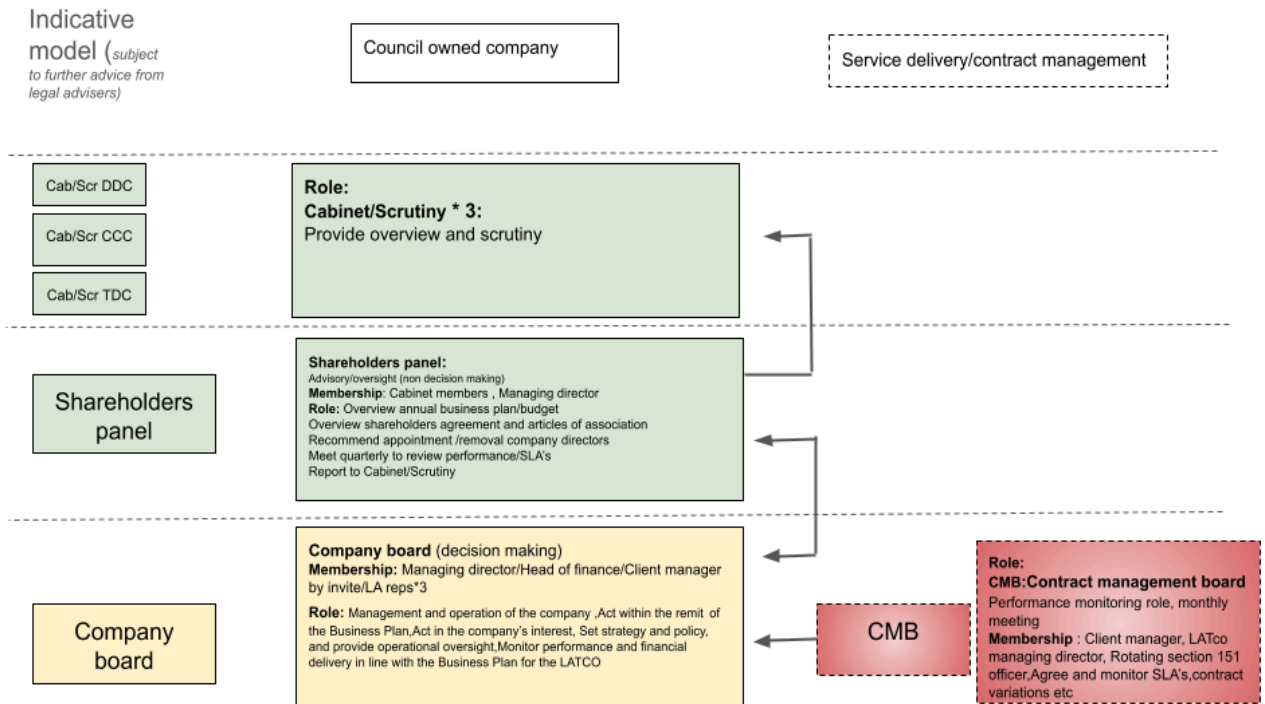 Indicative
model (subject
to further advice from
legal advisers)
Council owned company
Service delivery/contract management
Cab/Scr DDC
Cab/Scr CCC
Cab/Scr TDC
Role:
Cabinet/Scrutiny * 3:
Provide overview and scrutiny
Shareholders
panel
Shareholders panel:
Advisory/oversight (non decision making)
Membership: Cabinet members , Managing director
Role: Overview annual business plan/budget
Overview shareholders agreement and articles of association
Recommend appointment /removal company directors
Meet quarterly to review performance/SLA's
Report to Cabinet/Scrutiny
Company
board
Company board (decision making)
Membership: Managing director/Head of finance/Client manager
by invite/LA reps*3
Role: Management and operation of the company ,Act within the remit of
the Business Plan,Act in the company's interest, Set strategy and policy,
and provide operational oversight,Monitor performance and financial
delivery in line with the Business Plan for the LATCO
CMB
Role:
CMB:Contract management board
Performance monitoring role, monthly
meeting
Membership : Client manager, LATco
managing director, Rotating section 151
officer,Agree and monitor SLA's,contract
variations etc